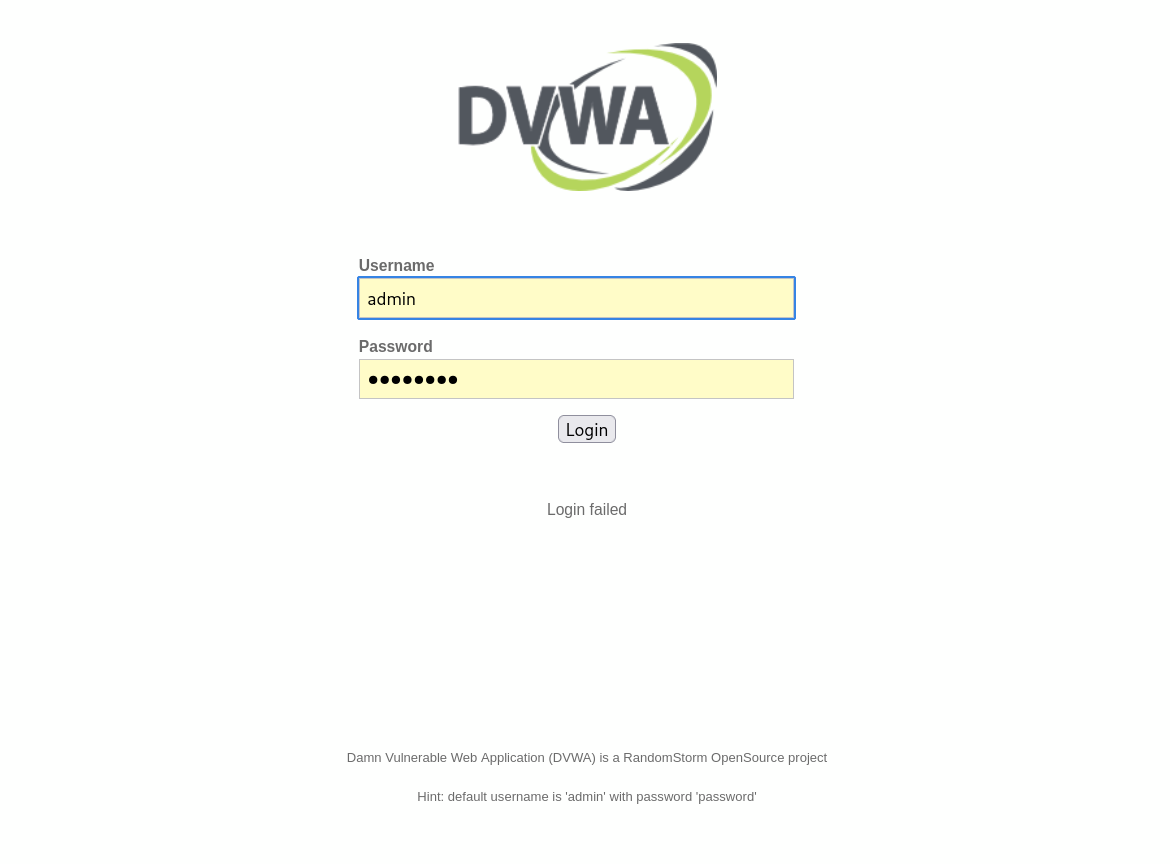 DVWA
Username
admin
Password
●●●●●●●●
Login
Login failed
Damn Vulnerable Web Application (DVWA) is a RandomStorm OpenSource project
Hint: default username is 'admin' with password 'password'